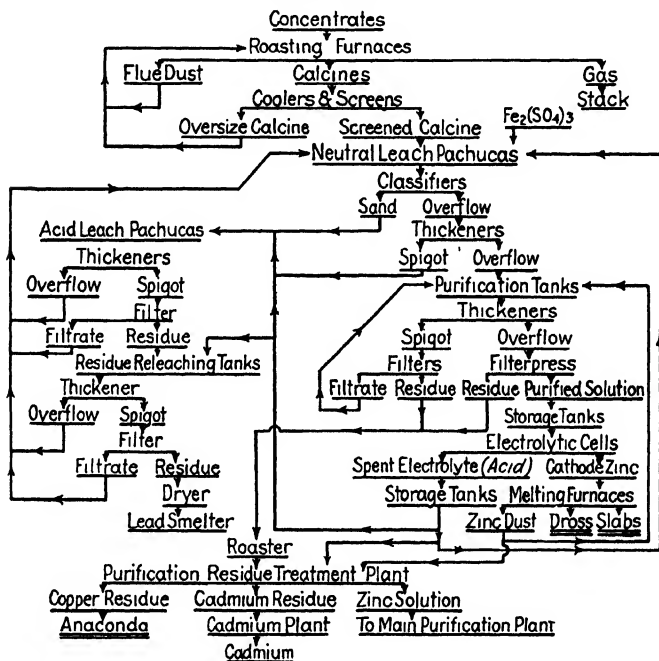 Concentrates
Roasting Furnaces
Flue Dust Calcines Gas
Coolers & Screens Stack
Oversize Calcine Screened Calcine Fe2(SO4)3
Neutral Leach Pachucas
Classifiers
Sand Overflow
Acid Leach Pachucas Thickeners
Thickeners Spigot Overflow
Overflow Spigot Purification Tanks
Filter Thickeners
Filtrate Residue Spigot Overflow
Residue Releaching Tanks Filters Filterpress
Thickener Filtrate Residue Residue Purified Solution
Overflow Spigot Storage Tanks
Filter Electrolytic Cells
Filtrate Residue Spent Electrolyte (Acid) Cathode Zinc
Dryer Storage Tanks Melting Furnaces
Lead Smelter Zinc Dust Dross Slabs
Roaster
Purification Residue Treatment Plant
Copper Residue Cadmium Residue Zinc Solution
Anaconda Cadmium Plant To Main Purification Plant
Cadmium